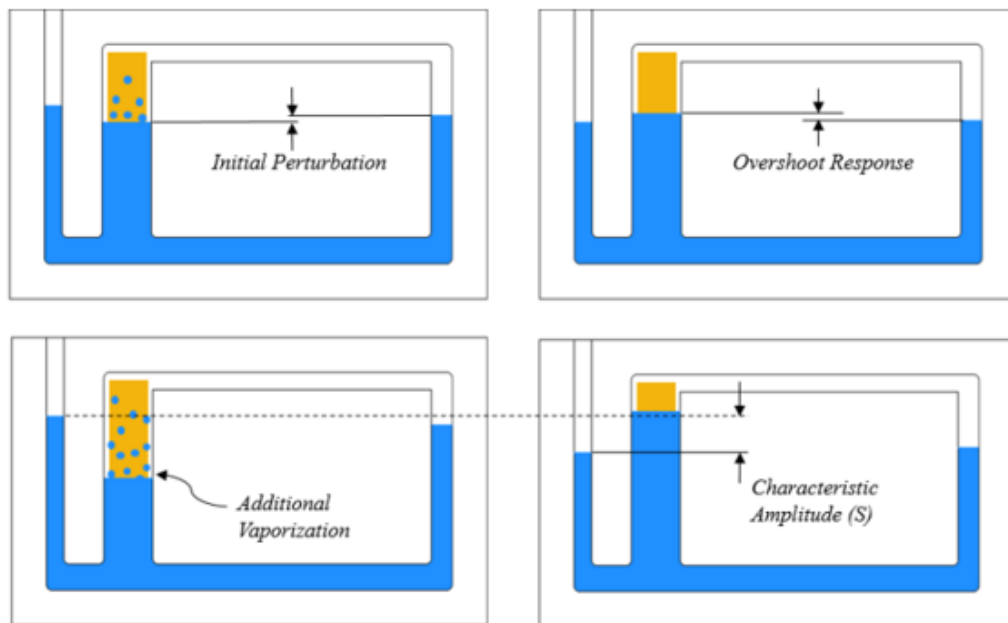 Initial Perturbation
Overshoot Response
Additional
Vaporization
Characteristic
Amplitude (S)